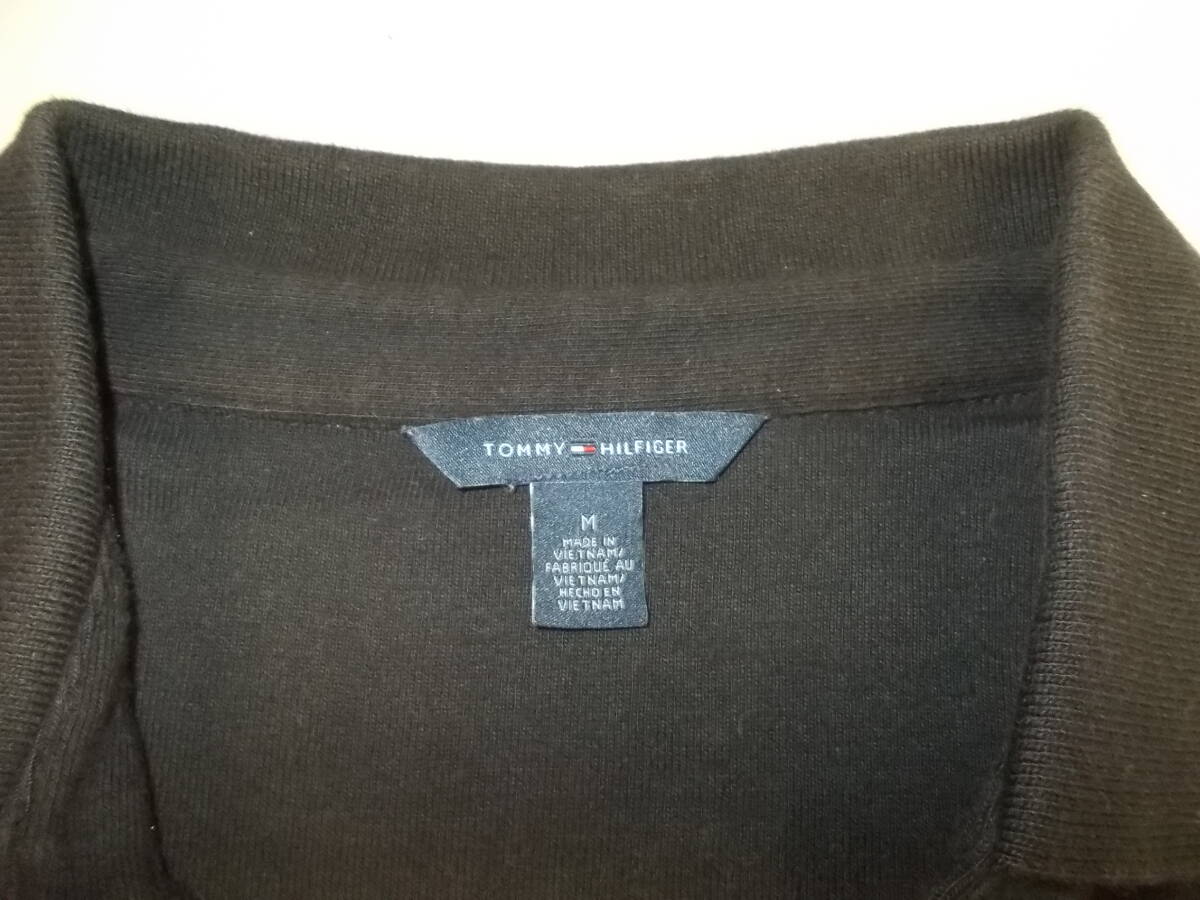 TOMMY HILFIGER
M
MADE IN
VIETNAM/
FABRIQUÉ AU
VIETNAM/
HECHO EN
VIETNAM